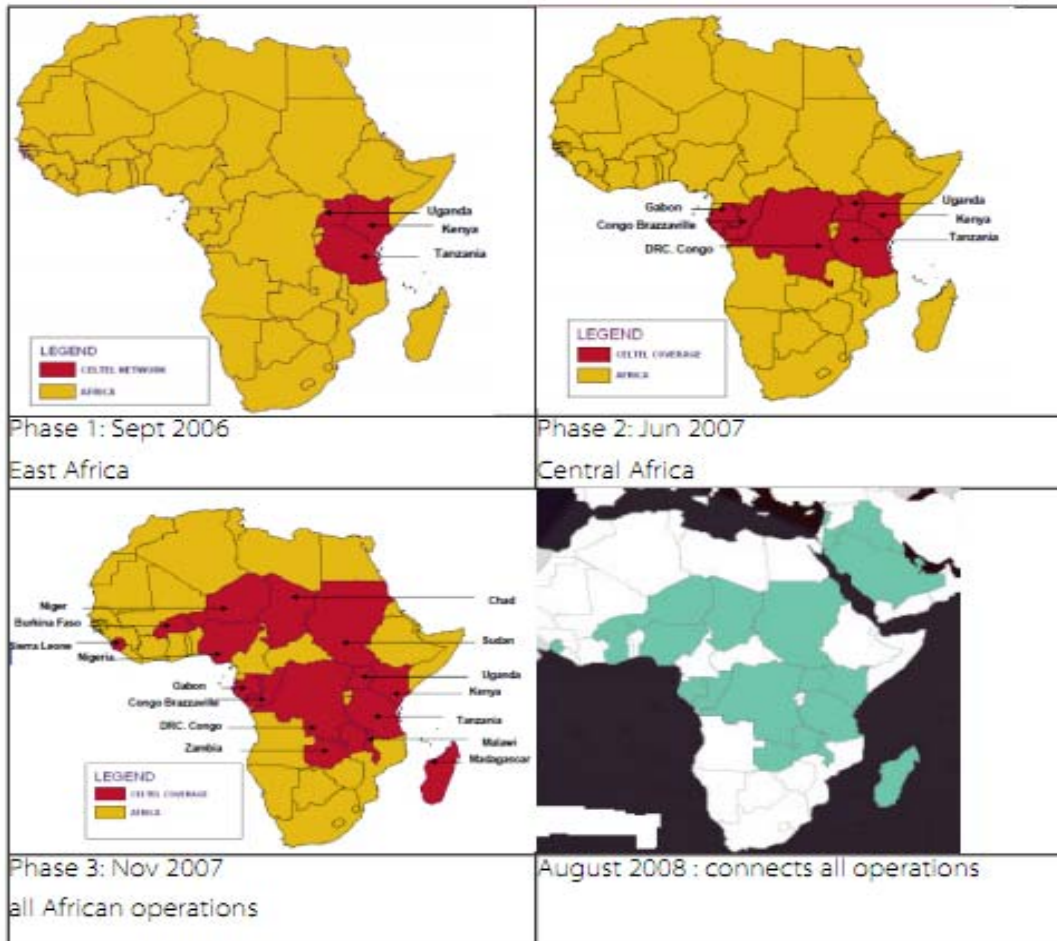 Uganda
Kenya
Tanzania
LEGEND
CELTEL NETWORK
AFRICA
Phase 1: Sept 2006
East Africa
Gabon
Congo Brazzaville
DRC. Congo
Uganda
Kenya
Tanzania
LEGEND
CELTEL COVERAGE
AFRICA
Phase 2: Jun 2007
Central Africa
Niger
Burkina Faso
Sierra Leone
Nigeria
Gabon
Congo Brazzaville
DRC. Congo
Zambia
Chad
Sudan
Uganda
Kenya
Tanzania
Malawi
Madagascar
LEGEND
CELTEL COVERAGE
AFRICA
Phase 3: Nov 2007
all African operations
August 2008 : connects all operations